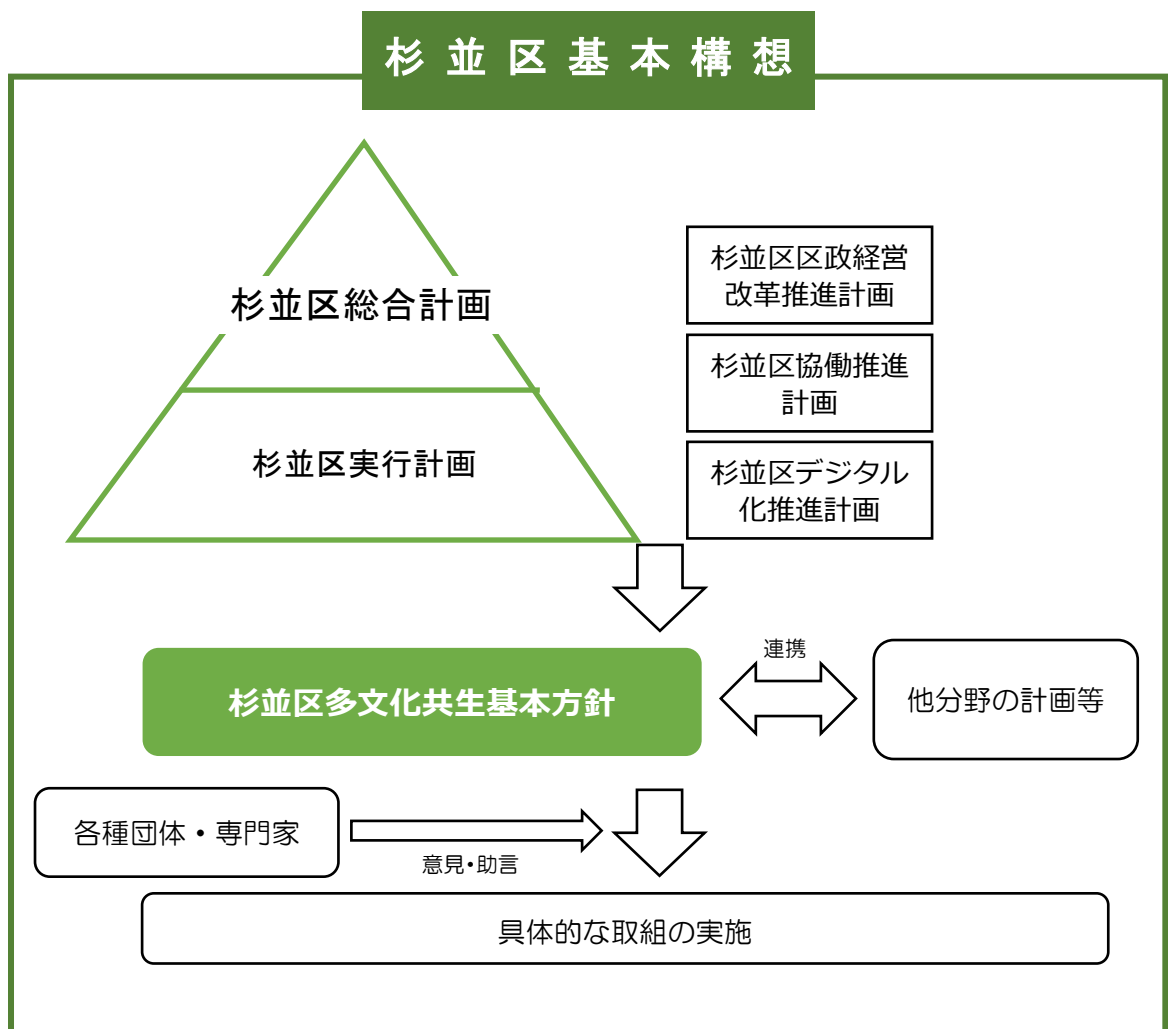 杉並区基本構想
杉並区総合計画
杉並区実行計画
杉並区区政経営
改革推進計画
杉並区協働推進
計画
杉並区デジタル
化推進計画
杉並区多文化共生基本方針
連携
他分野の計画等
各種団体・専門家
意見・助言
具体的な取組の実施